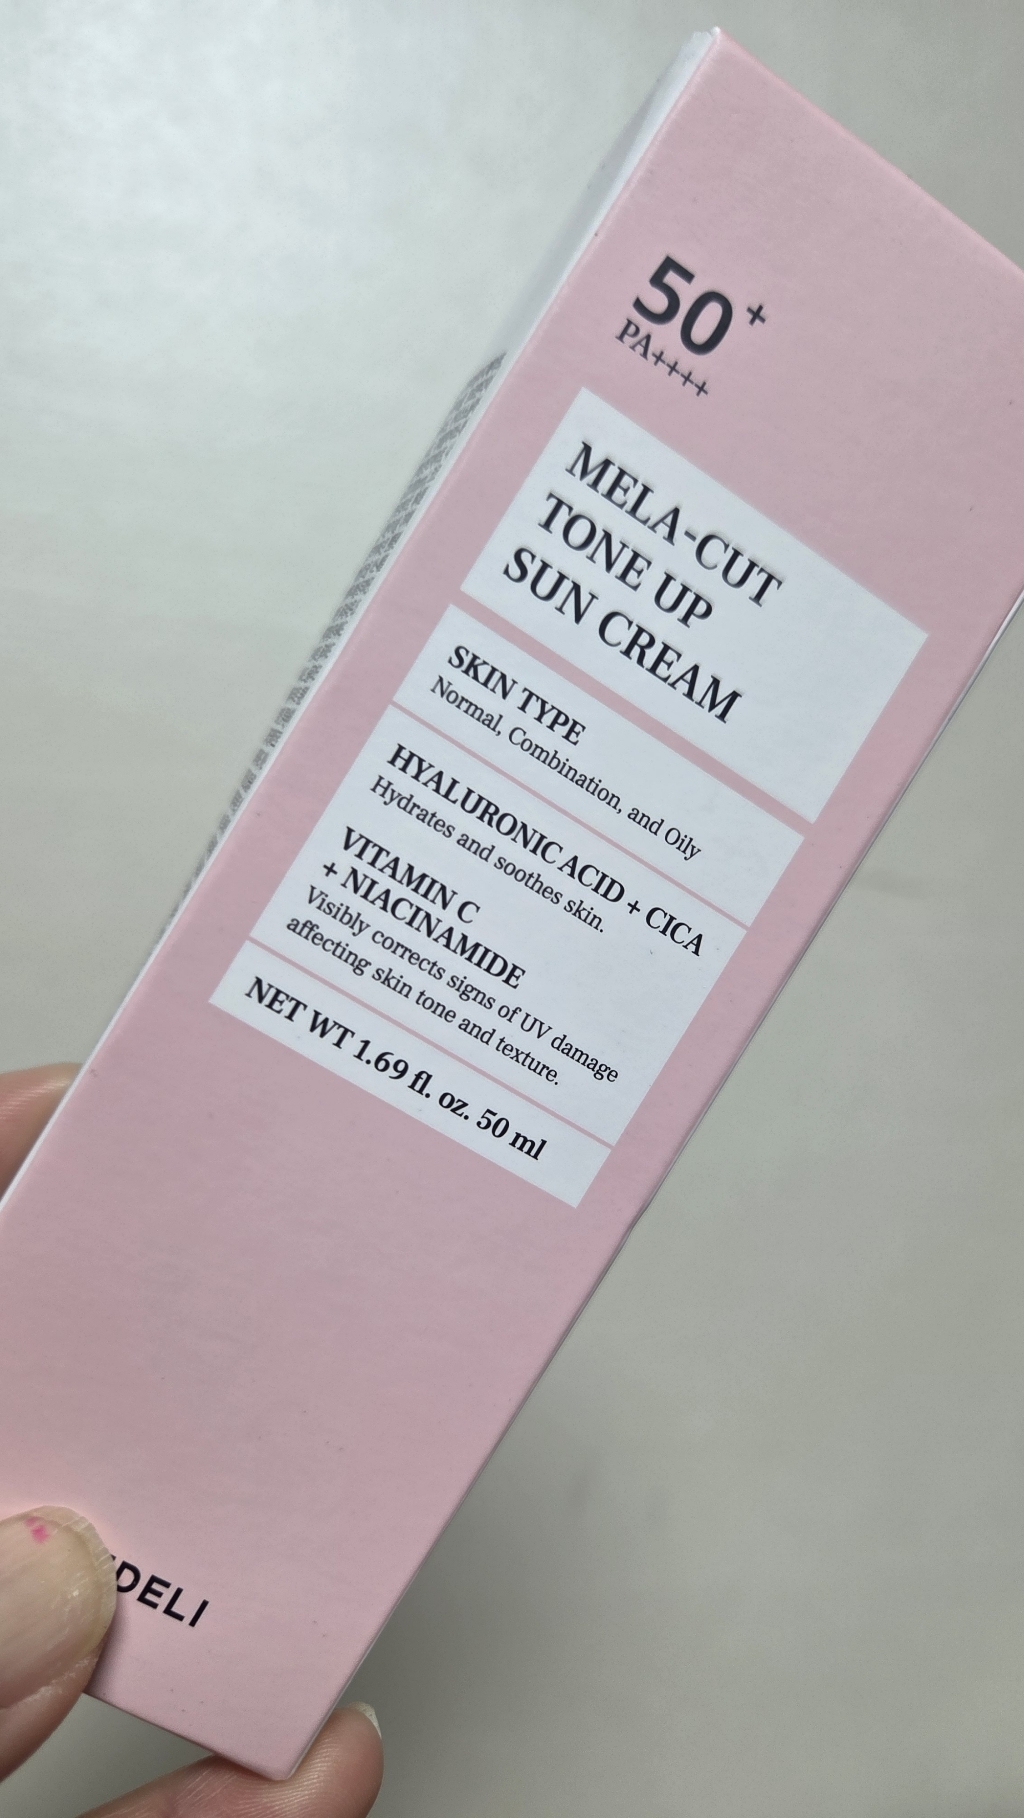 50+
PA++++
MELA-CUT
TONE UP
SUN CREAM
SKIN TYPE
Normal, Combination, and Oily
HYALURONIC ACID + CICA
Hydrates and soothes skin.
VITAMIN C
+ NIACINAMIDE
Visibly corrects signs of UV damage
affecting skin tone and texture.
NET WT 1.69 fl. oz. 50 ml